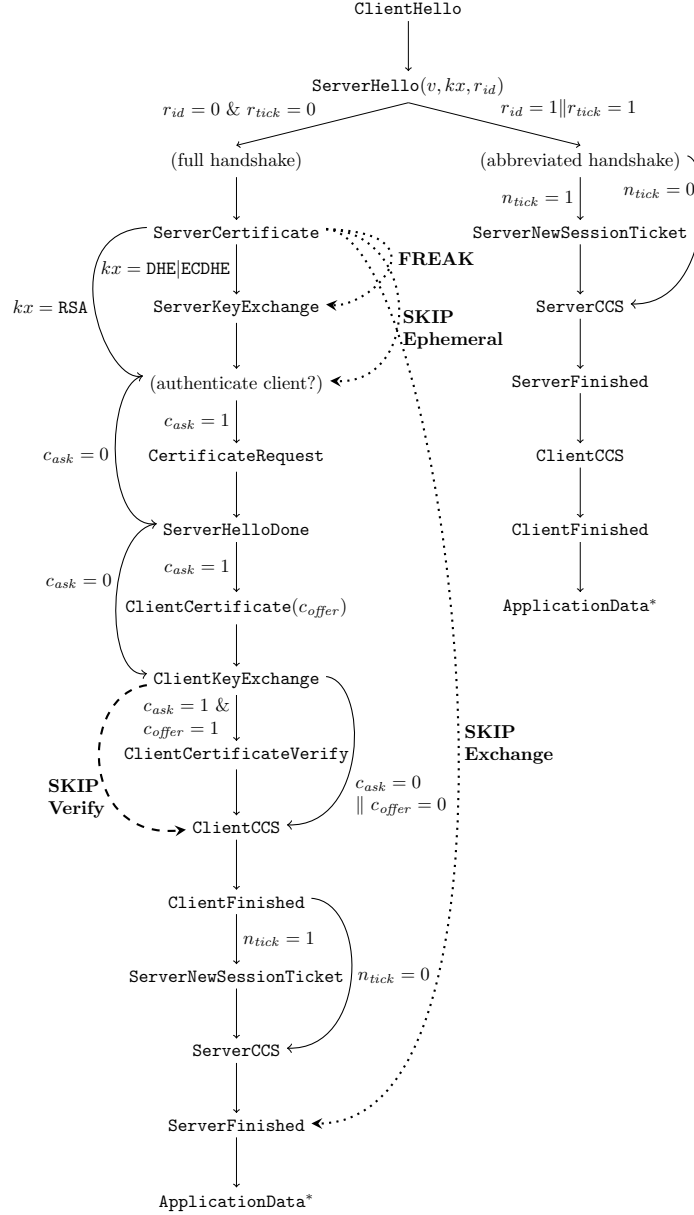 ClientHello
ServerHello(v, kx, r_id)
r_id = 0 & r_tick = 0
r_id = 1||r_tick = 1
(full handshake)
(abbreviated handshake)
n_tick = 1
n_tick = 0
ServerCertificate
ServerNewSessionTicket
kx = DHE|ECDHE
FREAK
kx = RSA
ServerKeyExchange
ServerCCS
SKIP
Ephemeral
(authenticate client?)
ServerFinished
c_ask = 1
c_ask = 0
CertificateRequest
ClientCCS
ServerHelloDone
ClientFinished
c_ask = 1
c_ask = 0
ClientCertificate(c_offer)
ApplicationData*
ClientKeyExchange
c_ask = 1 &
c_offer = 1
SKIP
Exchange
ClientCertificateVerify
SKIP
Verify
c_ask = 0
|| c_offer = 0
ClientCCS
ClientFinished
n_tick = 1
ServerNewSessionTicket
n_tick = 0
ServerCCS
ServerFinished
ApplicationData*